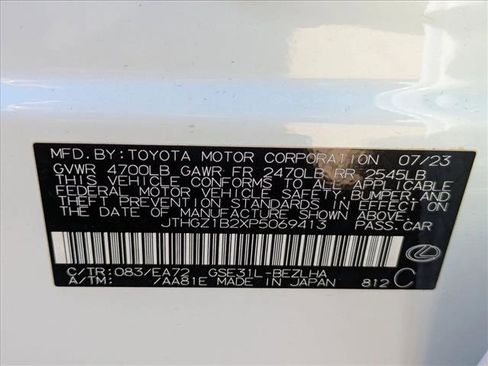 MFD. BY: TOYOTA MOTOR CORPORATION 07/23
GVWR 4700LB GAWR FR 2470LB RR 2545LB
THIS VEHICLE CONFORMS TO ALL APPLICABLE
FEDERAL MOTOR VEHICLE SAFETY, BUMPER, AND
THEFT PREVENTION STANDARDS IN EFFECT ON
THE DATE OF MANUFACTURE SHOWN ABOVE.
JTHGZ1B2XP5069413 PASS. CAR
C/TR: 083/EA72 GSE31L-BEZLHA
A/TM: /AA81E MADE IN JAPAN 812 C